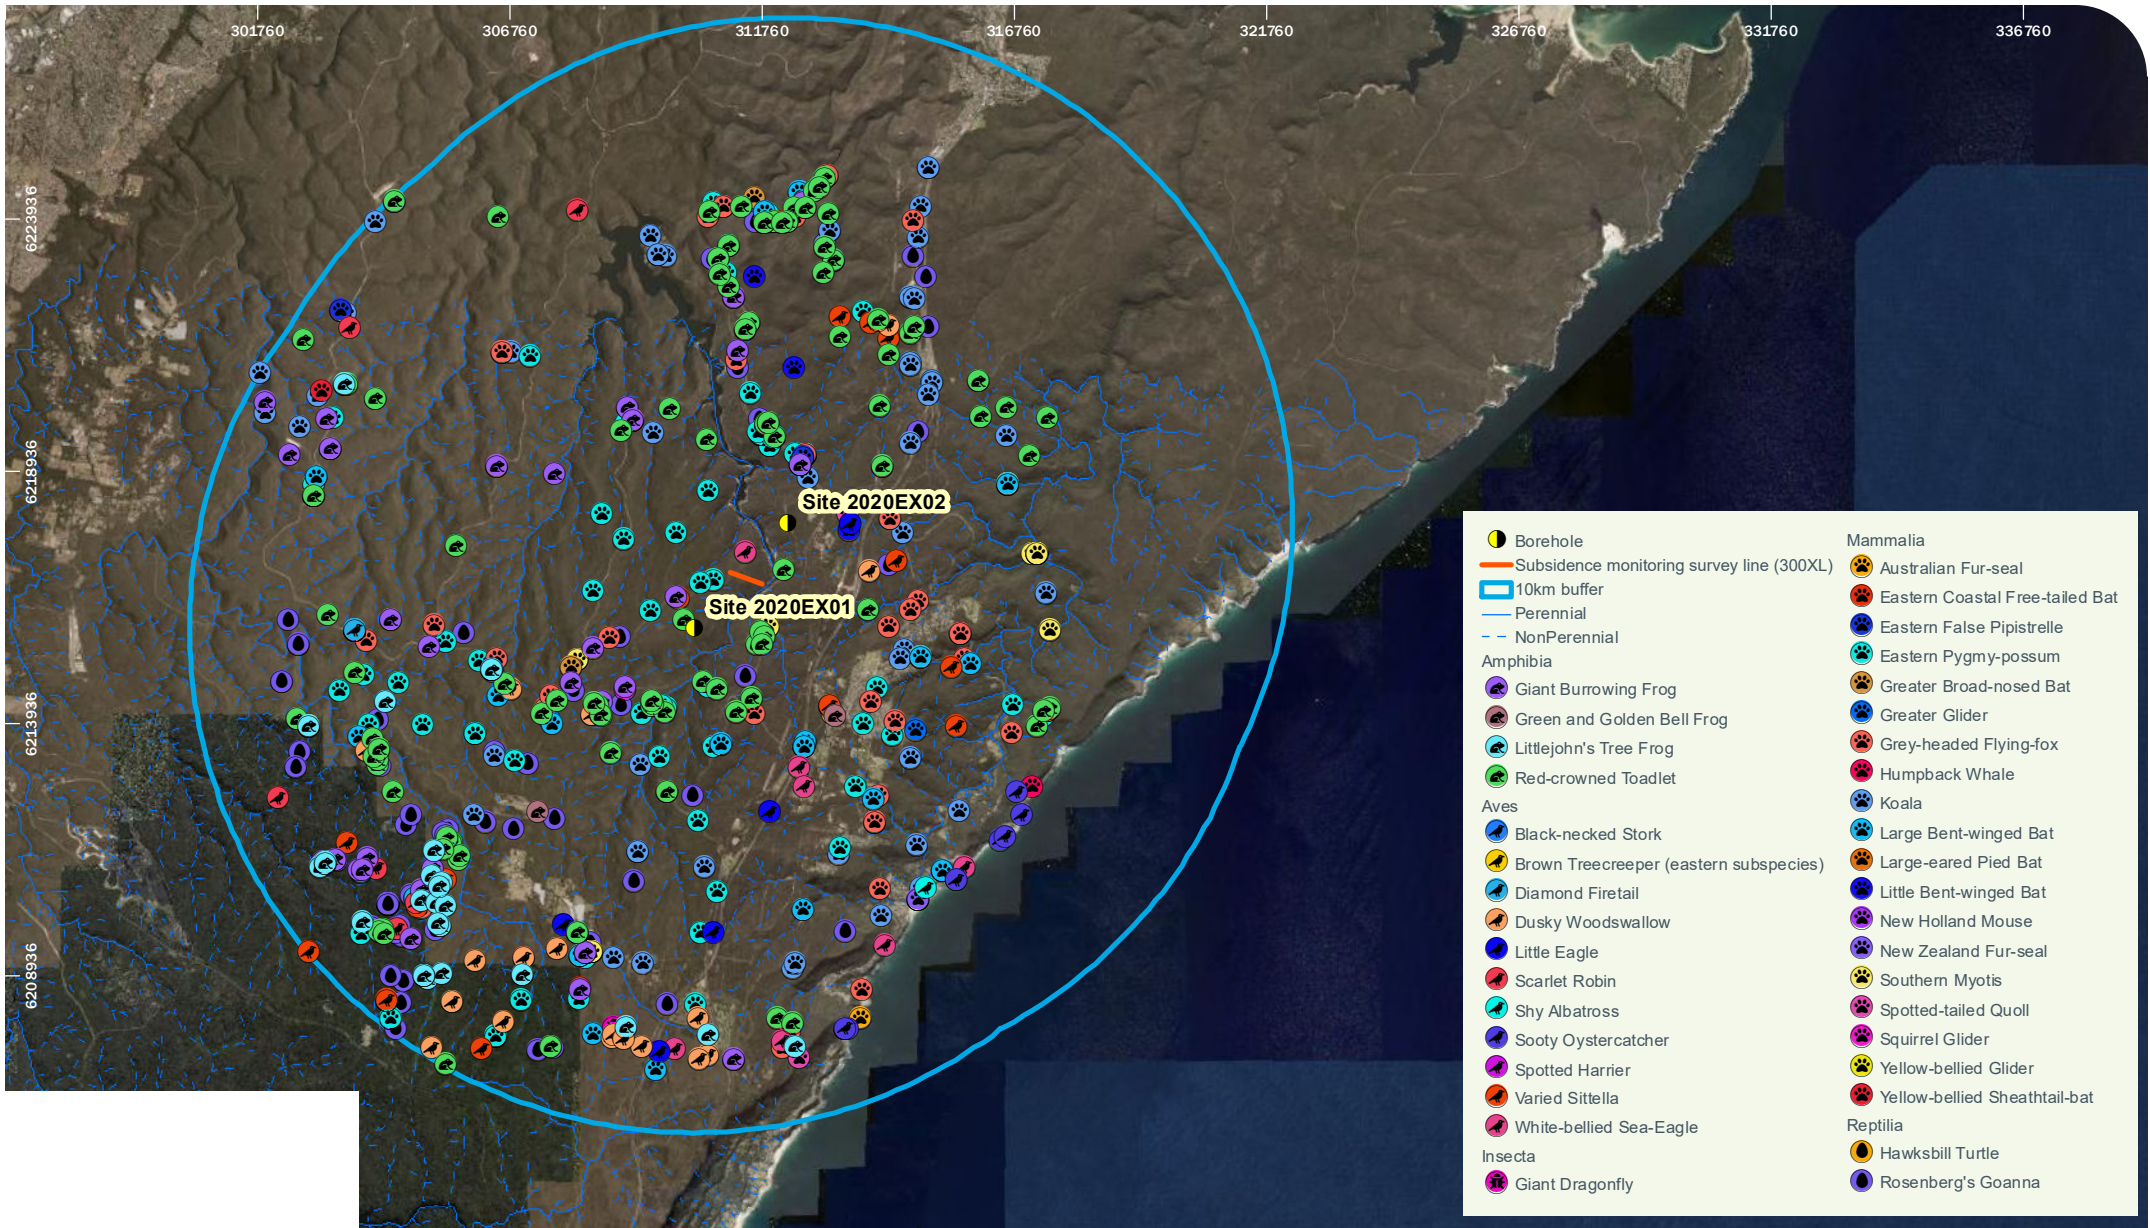 301760 306760 311760 316760 321760 326760 331760 336760
6223936
6218936
6213936
6208936
Site 2020EX02
Site 2020EX01
Borehole
Subsidence monitoring survey line (300XL)
10km buffer
Perennial
NonPerennial
Amphibia
Giant Burrowing Frog
Green and Golden Bell Frog
Littlejohn's Tree Frog
Red-crowned Toadlet
Aves
Black-necked Stork
Brown Treecreeper (eastern subspecies)
Diamond Firetail
Dusky Woodswallow
Little Eagle
Scarlet Robin
Shy Albatross
Sooty Oystercatcher
Spotted Harrier
Varied Sittella
White-bellied Sea-Eagle
Insecta
Giant Dragonfly
Mammalia
Australian Fur-seal
Eastern Coastal Free-tailed Bat
Eastern False Pipistrelle
Eastern Pygmy-possum
Greater Broad-nosed Bat
Greater Glider
Grey-headed Flying-fox
Humpback Whale
Koala
Large Bent-winged Bat
Large-eared Pied Bat
Little Bent-winged Bat
New Holland Mouse
New Zealand Fur-seal
Southern Myotis
Spotted-tailed Quoll
Squirrel Glider
Yellow-bellied Glider
Yellow-bellied Sheathtail-bat
Reptilia
Hawksbill Turtle
Rosenberg's Goanna